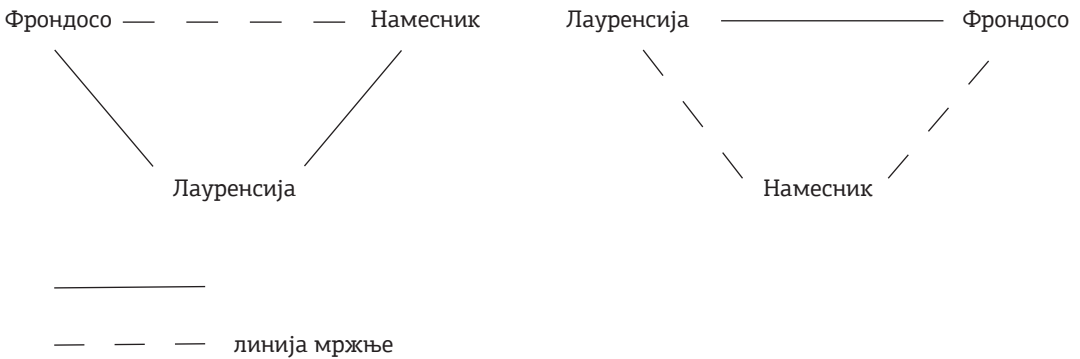 Фрондосо Намесник Лауренсија Фрондосо
Лауренсија Намесник
линија мржње